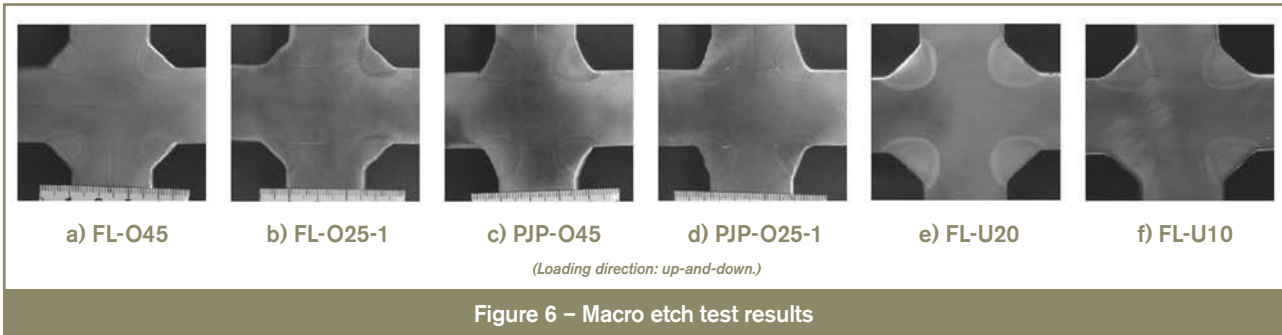 a) FL-O45 b) FL-O25-1 c) PJP-O45 d) PJP-O25-1 e) FL-U20 f) FL-U10
(Loading direction: up-and-down.)
Figure 6 – Macro etch test results